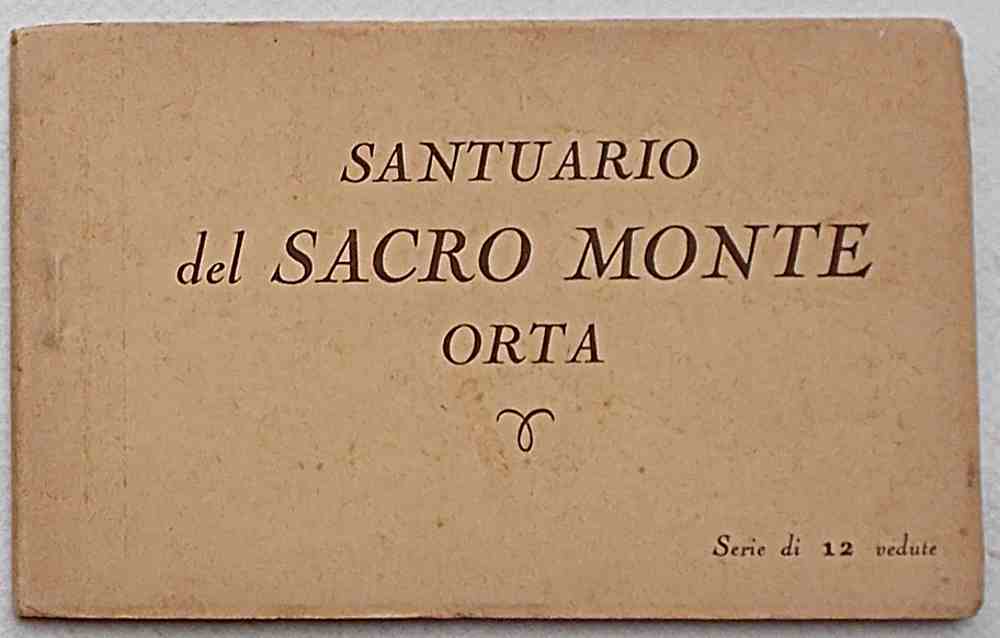 SANTUARIO
del SACRO MONTE
ORTA
Serie di 12 vedute